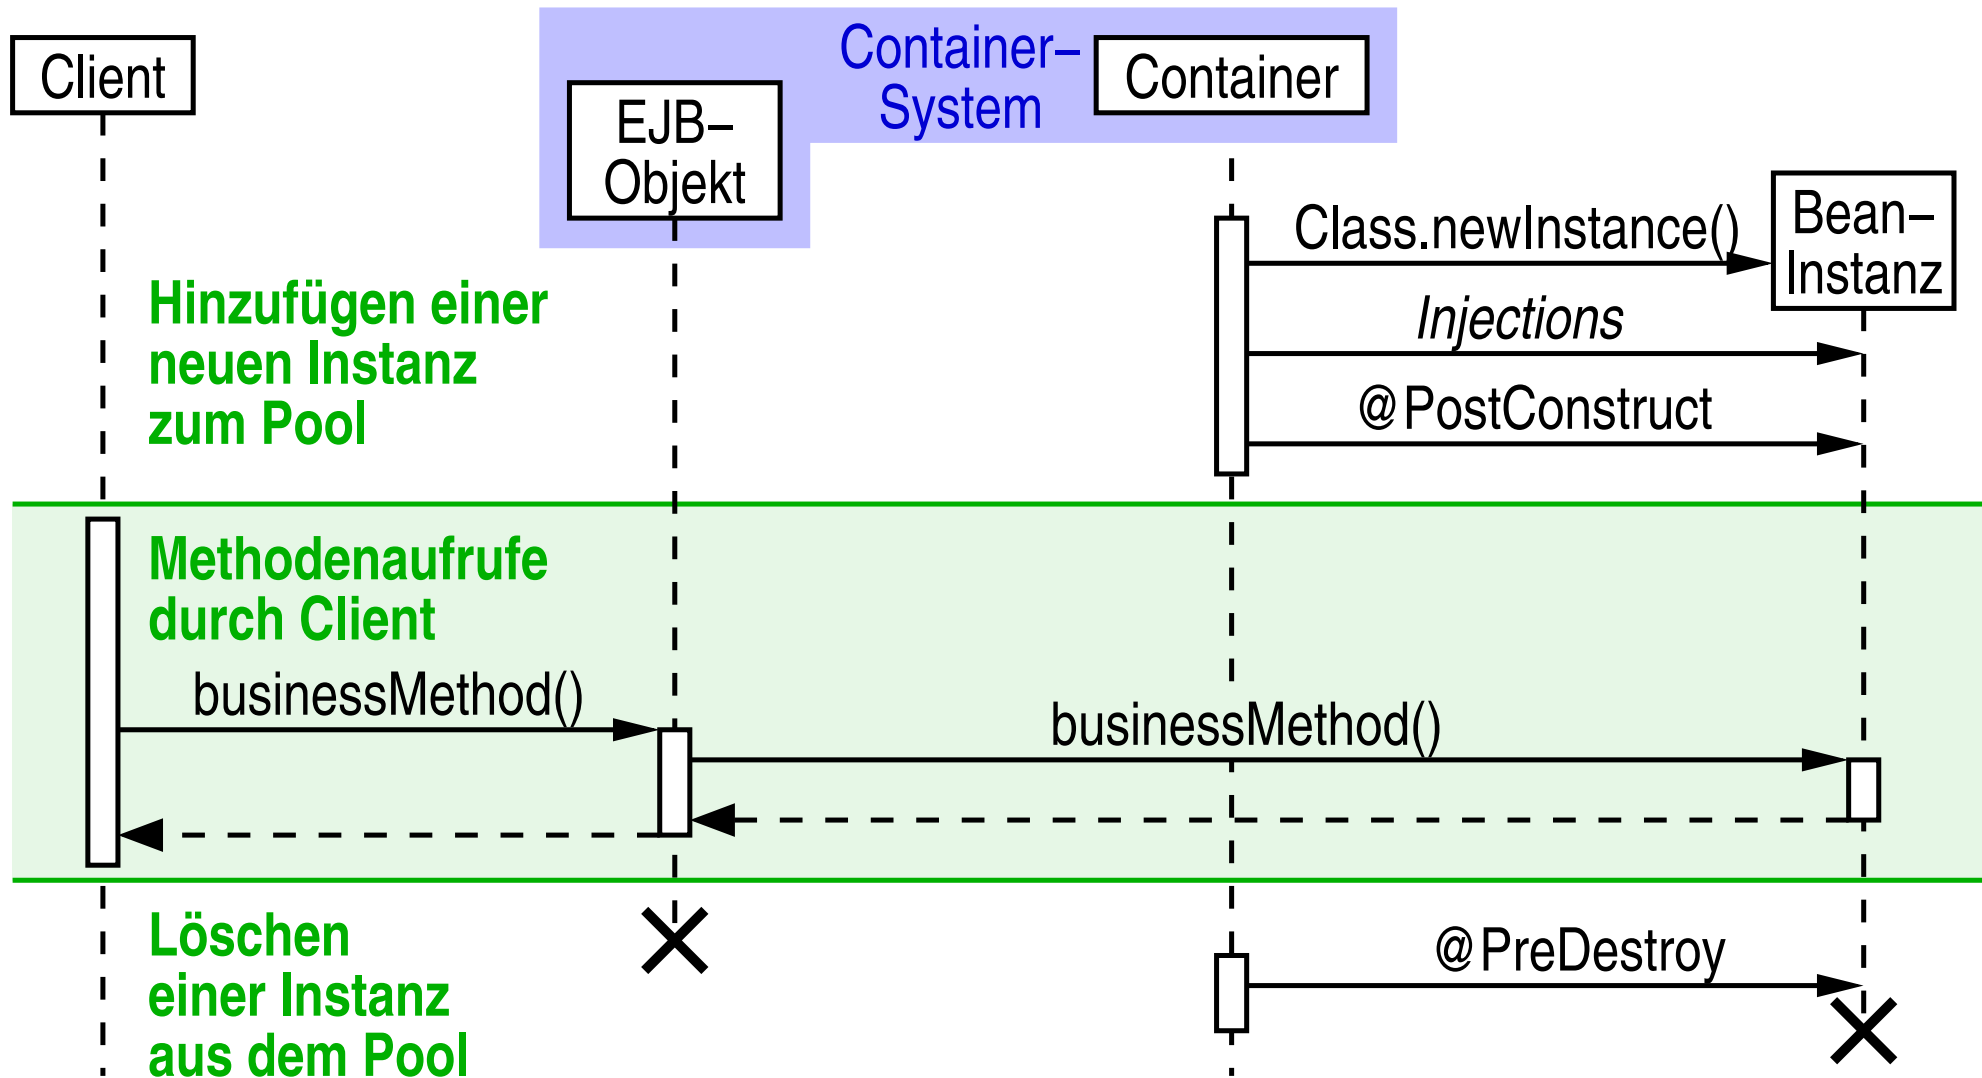 Client
EJB–
Objekt
Container–
System
Container
Bean–
Instanz
Class.newInstance()
Injections
@PostConstruct
Hinzufügen einer
neuen Instanz
zum Pool
Methodenaufrufe
durch Client
businessMethod()
businessMethod()
Löschen
einer Instanz
aus dem Pool
@PreDestroy